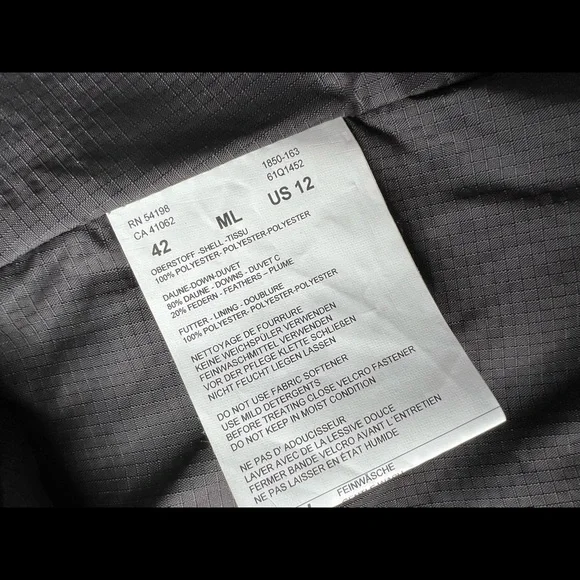 RN 54198
CA 41062
1850-163
61Q1452
42 ML US 12
OBERSTOFF -SHELL -TISSU
100% POLYESTER- POLYESTER-POLYESTER
DAUNE-DOWN-DUVET
80% DAUNE - DOWNS - DUVET C
20% FEDERN - FEATHERS – PLUME
FUTTER - LINING - DOUBLURE
100% POLYESTER- POLYESTER.POLYESTER
NETTOYAGE DE FOURRURE
KEINE WEICHSPÜLER VERWENDEN
FEINWASCHMITTEL VERWENDEN
VOR DER PFLEGE KLETTE SCHLIEßEN
NICHT FEUCHT LIEGEN LASSEN
DO NOT USE FABRIC SOFTENER
USE MILD DETERGENTS
BEFORE TREATING CLOSE VELCRO FASTENER
DO NOT KEEP IN MOIST CONDITION
NE PAS D' ADOUCISSEUR
LAVER AVEC DE LA LESSIVE DOUCE
FERMER BANDE VELCRO AVANT L'ENTRETIEN
NE PAS LAISSER EN ÉTAT HUMIDE
FEINWÄSCHE